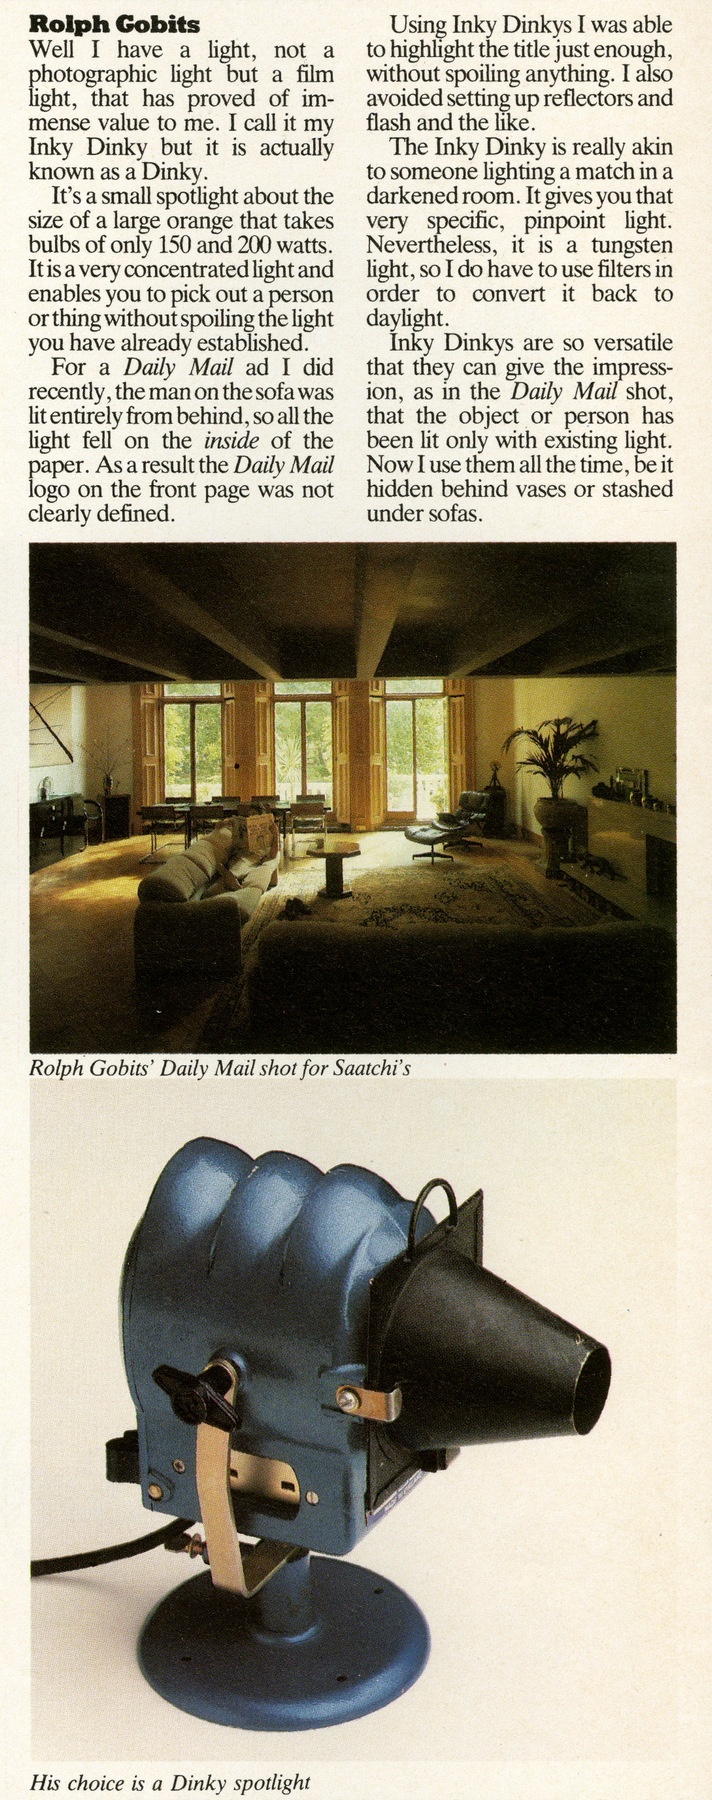 Rolph Gobits
Well I have a light, not a
photographic light but a film
light, that has proved of im-
mense value to me. I call it my
Inky Dinky but it is actually
known as a Dinky.
It's a small spotlight about the
size of a large orange that takes
bulbs of only 150 and 200 watts.
It is a very concentrated light and
enables you to pick out a person
or thing without spoiling the light
you have already established.
For a Daily Mail ad I did
recently, the man on the sofa was
lit entirely from behind, so all the
light fell on the inside of the
paper. As a result the Daily Mail
logo on the front page was not
clearly defined.
Using Inky Dinkys I was able
to highlight the title just enough,
without spoiling anything. I also
avoided setting up reflectors and
flash and the like.
The Inky Dinky is really akin
to someone lighting a match in a
darkened room. It gives you that
very specific, pinpoint light.
Nevertheless, it is a tungsten
light, so I do have to use filters in
order to convert it back to
daylight.
Inky Dinkys are so versatile
that they can give the impress-
ion, as in the Daily Mail shot,
that the object or person has
been lit only with existing light.
Now I use them all the time, be it
hidden behind vases or stashed
under sofas.
Rolph Gobits' Daily Mail shot for Saatchi's
His choice is a Dinky spotlight